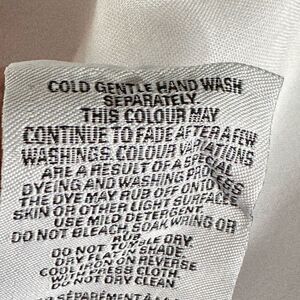 COLD GENTLE HAND WASH
SEPARATELY
THIS COLOUR MAY
CONTINUE TO FADE AFTER A FEW
WASHINGS. COLOUR VARIATIONS
ARE A RESULT OF A SPECIAL
DYEING AND WASHING PROCESS
THE DYE MAY RUB OFF ONTO
SKIN OR OTHER LIGHT SURFACES
USE MILD DETERGENT
DO NOT BLEACH, SOAK, WRING OR
RUB
DO NOT TUMBLE DRY
DRY FLAT IN SHADE
COOL IRON ON REVERSE
USE PRESS CLOTH
DO NOT DRY CLEAN
SÉPARÉMENT À